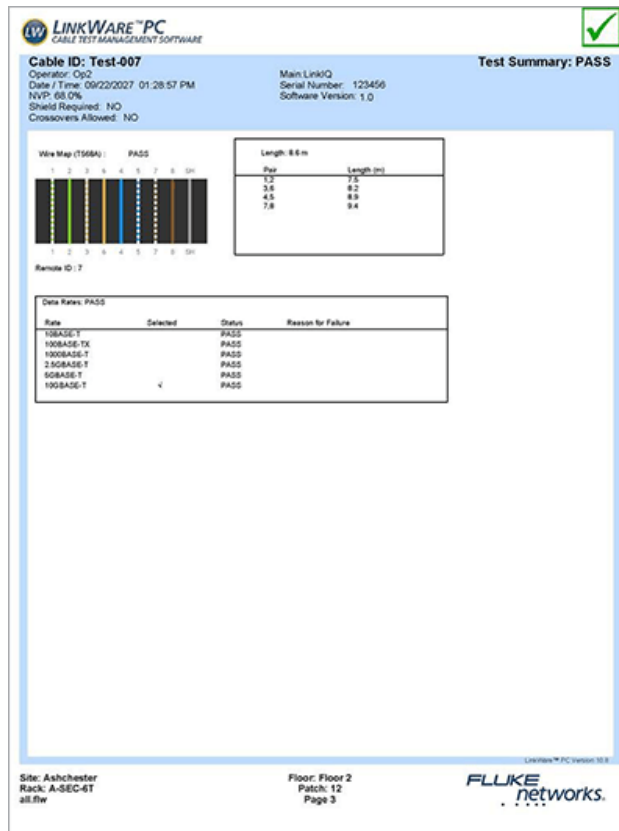 LW LINKWARE™PC
CABLE TEST MANAGEMENT SOFTWARE
Cable ID: Test-007
Test Summary: PASS
Operator: Op2
Date / Time: 09/22/2027 01:28:57 PM
NVP: 68.0%
Shield Required: NO
Crossovers Allowed: NO
Main:LinkIQ
Serial Number: 123456
Software Version: 1.0
Wire Map (T568A) : PASS
1 2 3 6 4 5 7 8 SH
1 2 3 6 4 5 7 8 SH
Remote ID : 7
Length: 8.6 m
Pair Length (m)
1,2 7.5
3,6 8.2
4,5 8.9
7,8 9.4
Data Rates: PASS
Rate Selected Status Reason for Failure
10BASE-T PASS
100BASE-TX PASS
1000BASE-T PASS
2.5GBASE-T PASS
5GBASE-T PASS
10GBASE-T √ PASS
LinkWare™ PC Version 10.8
Site: Ashchester
Rack: A-SEC-6T
all.flw
Floor: Floor 2
Patch: 12
Page 3
FLUKE
networks.